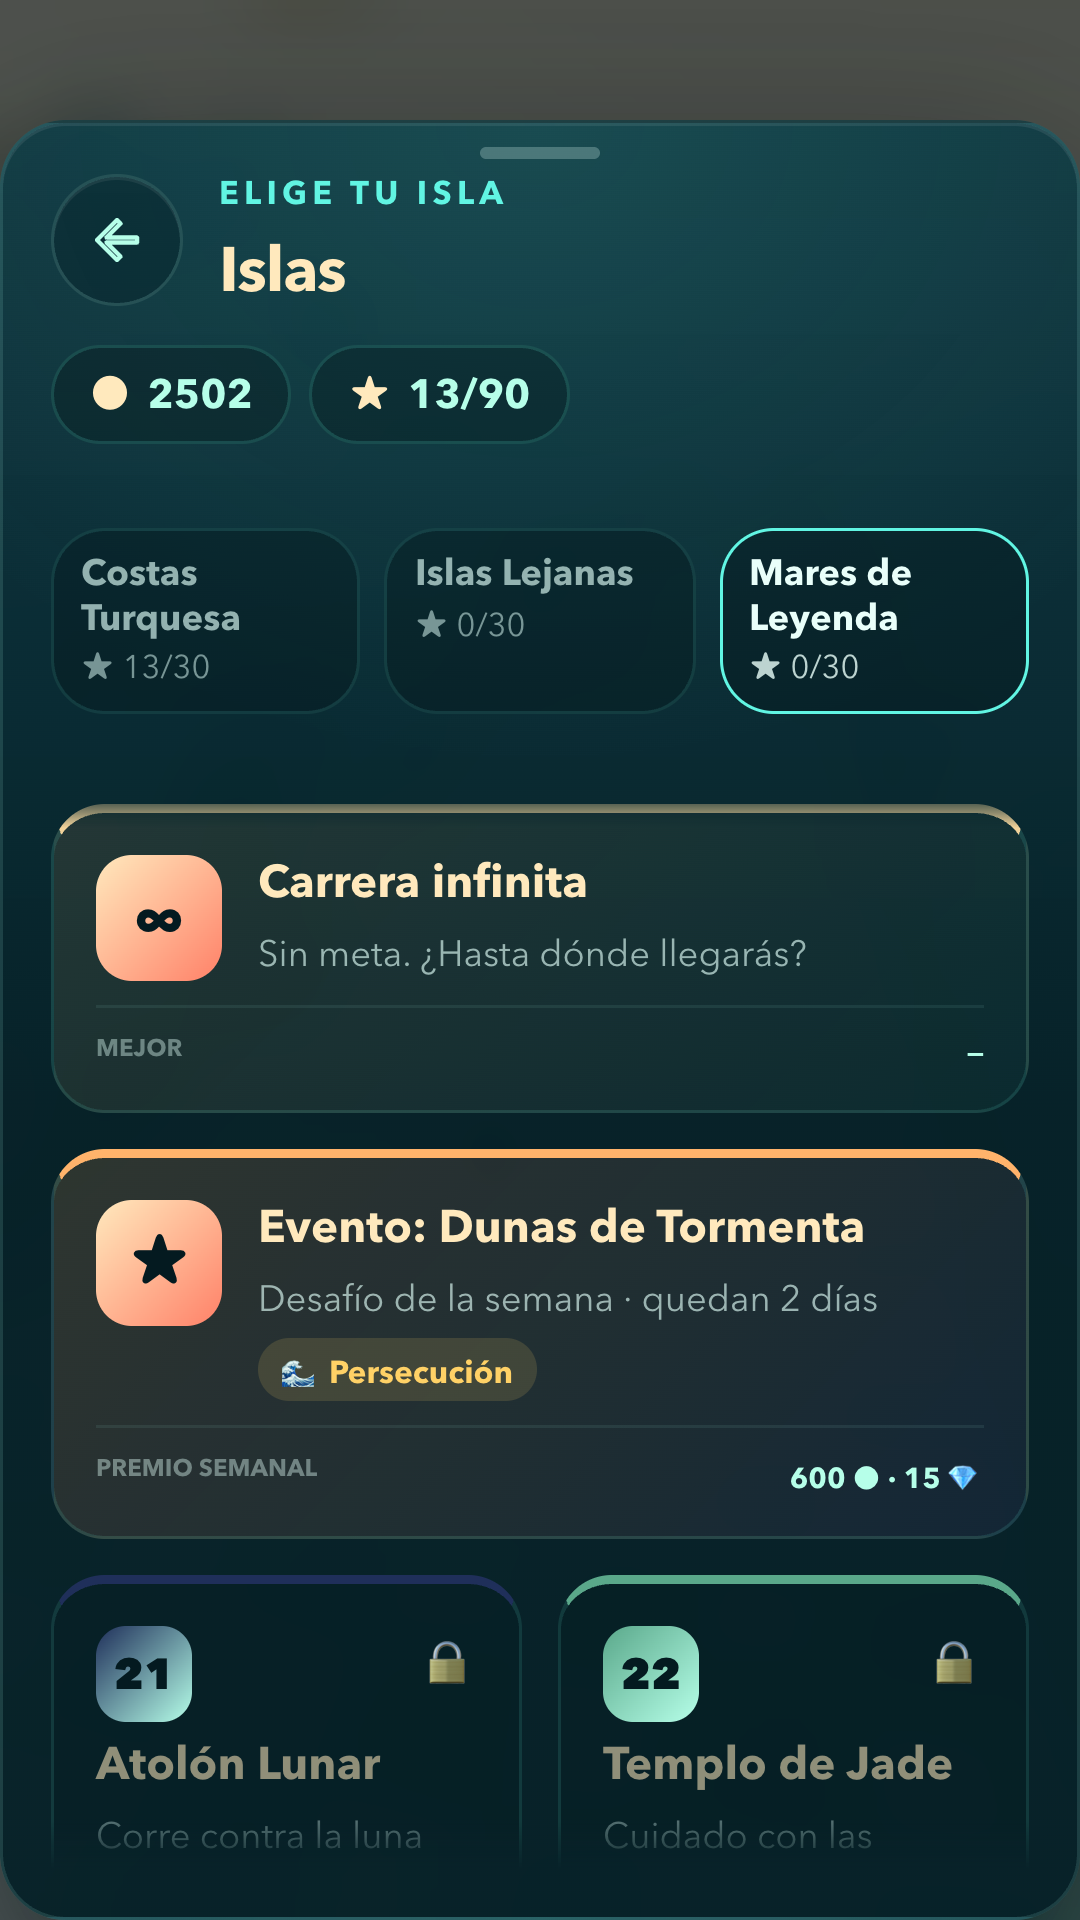 ELIGE TU ISLA
Islas
2502
13/90
Costas
Turquesa
★ 13/30
Islas Lejanas
★ 0/30
Mares de
Leyenda
★ 0/30
∞
Carrera infinita
Sin meta. ¿Hasta dónde llegarás?
MEJOR
–
Evento: Dunas de Tormenta
Desafío de la semana · quedan 2 días
🌊 Persecución
PREMIO SEMANAL
600 ● · 15 💎
21
Atolón Lunar
Corre contra la luna
22
Templo de Jade
Cuidado con las